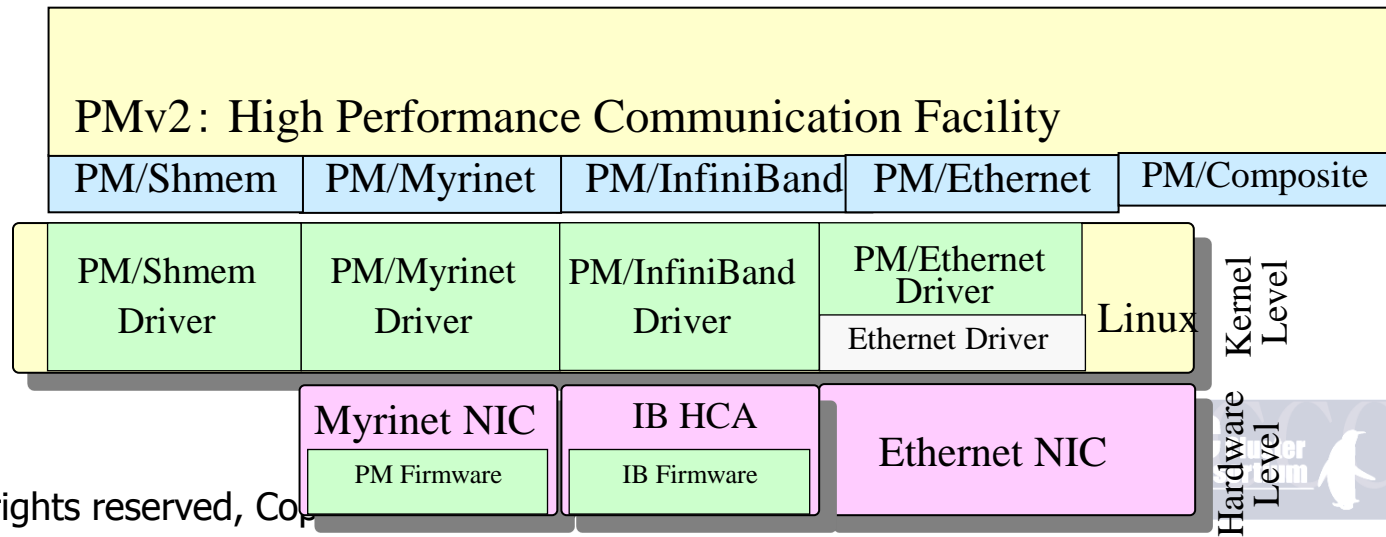 PMv2: High Performance Communication Facility
PM/Shmem
PM/Myrinet
PM/InfiniBand
PM/Ethernet
PM/Composite
PM/Shmem
Driver
PM/Myrinet
Driver
PM/InfiniBand
Driver
PM/Ethernet
Driver
Ethernet Driver
Linux
Kernel
Level
Myrinet NIC
PM Firmware
IB HCA
IB Firmware
Ethernet NIC
Hardware
Level
rights reserved,